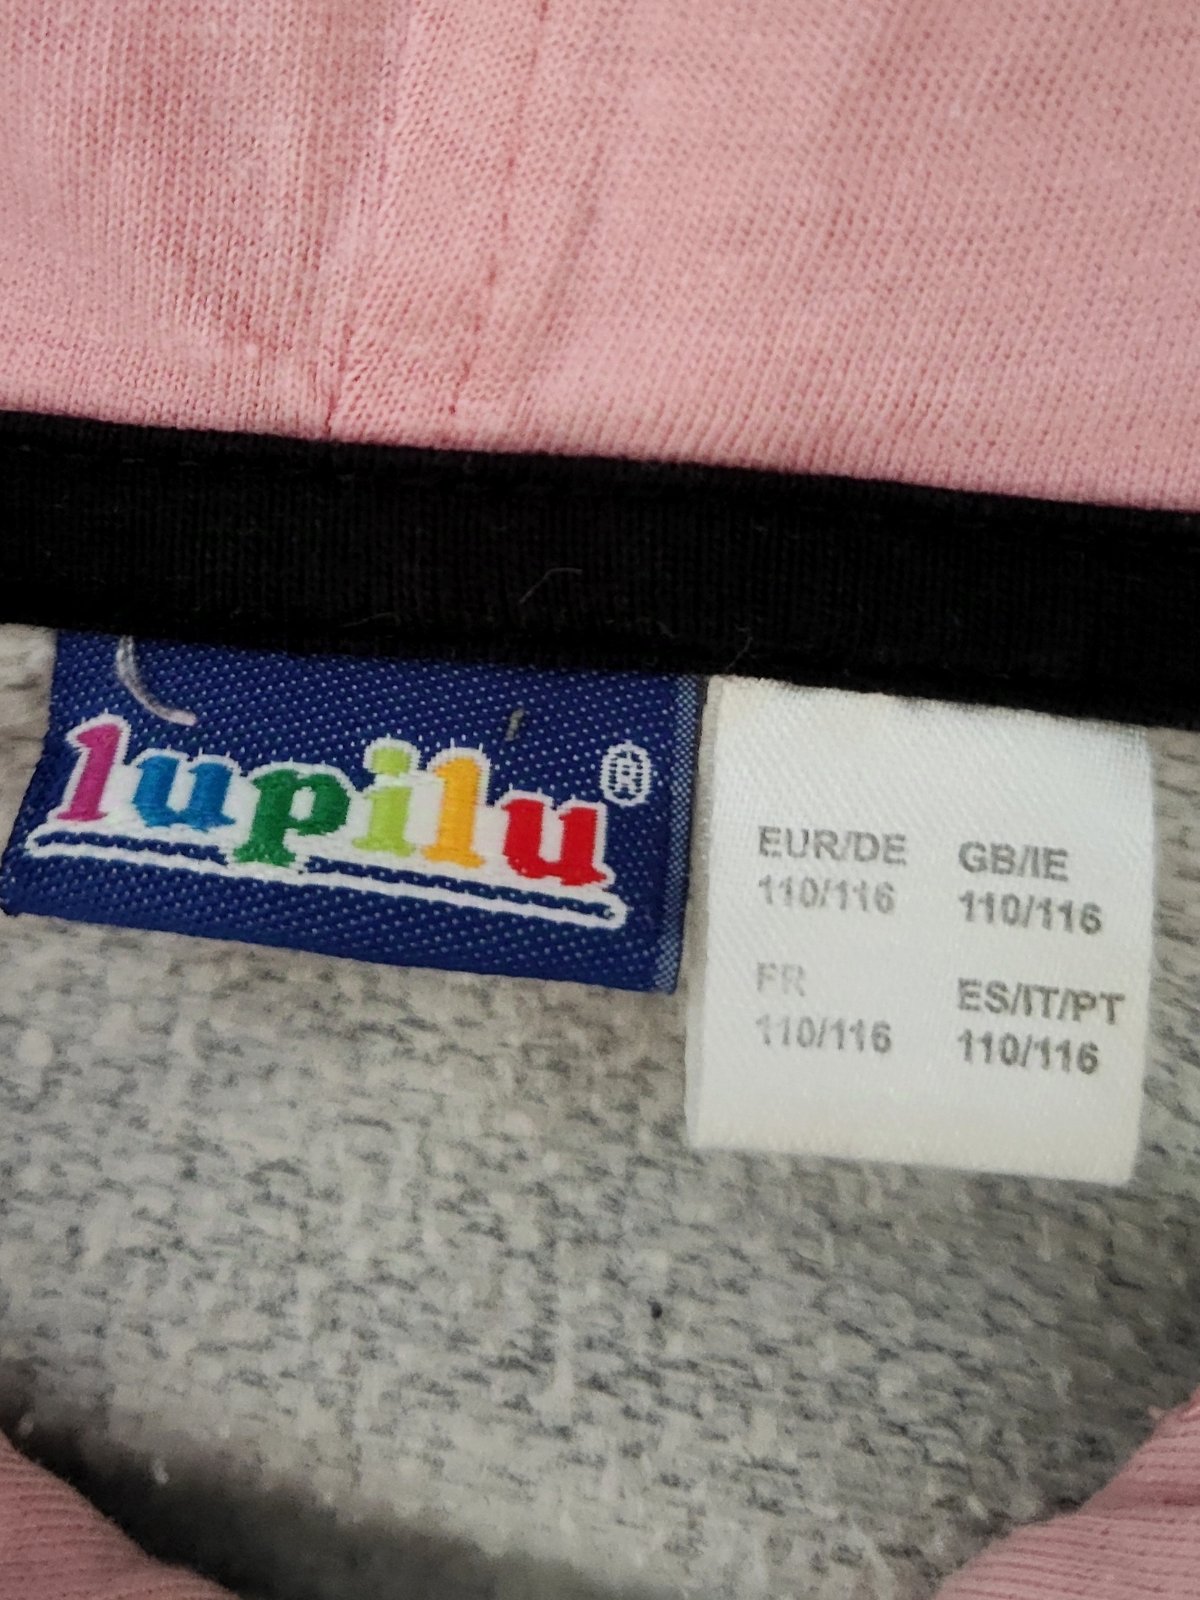 lupilu®
EUR/DE
110/116
GB/IE
110/116
FR
110/116
ES/IT/PT
110/116